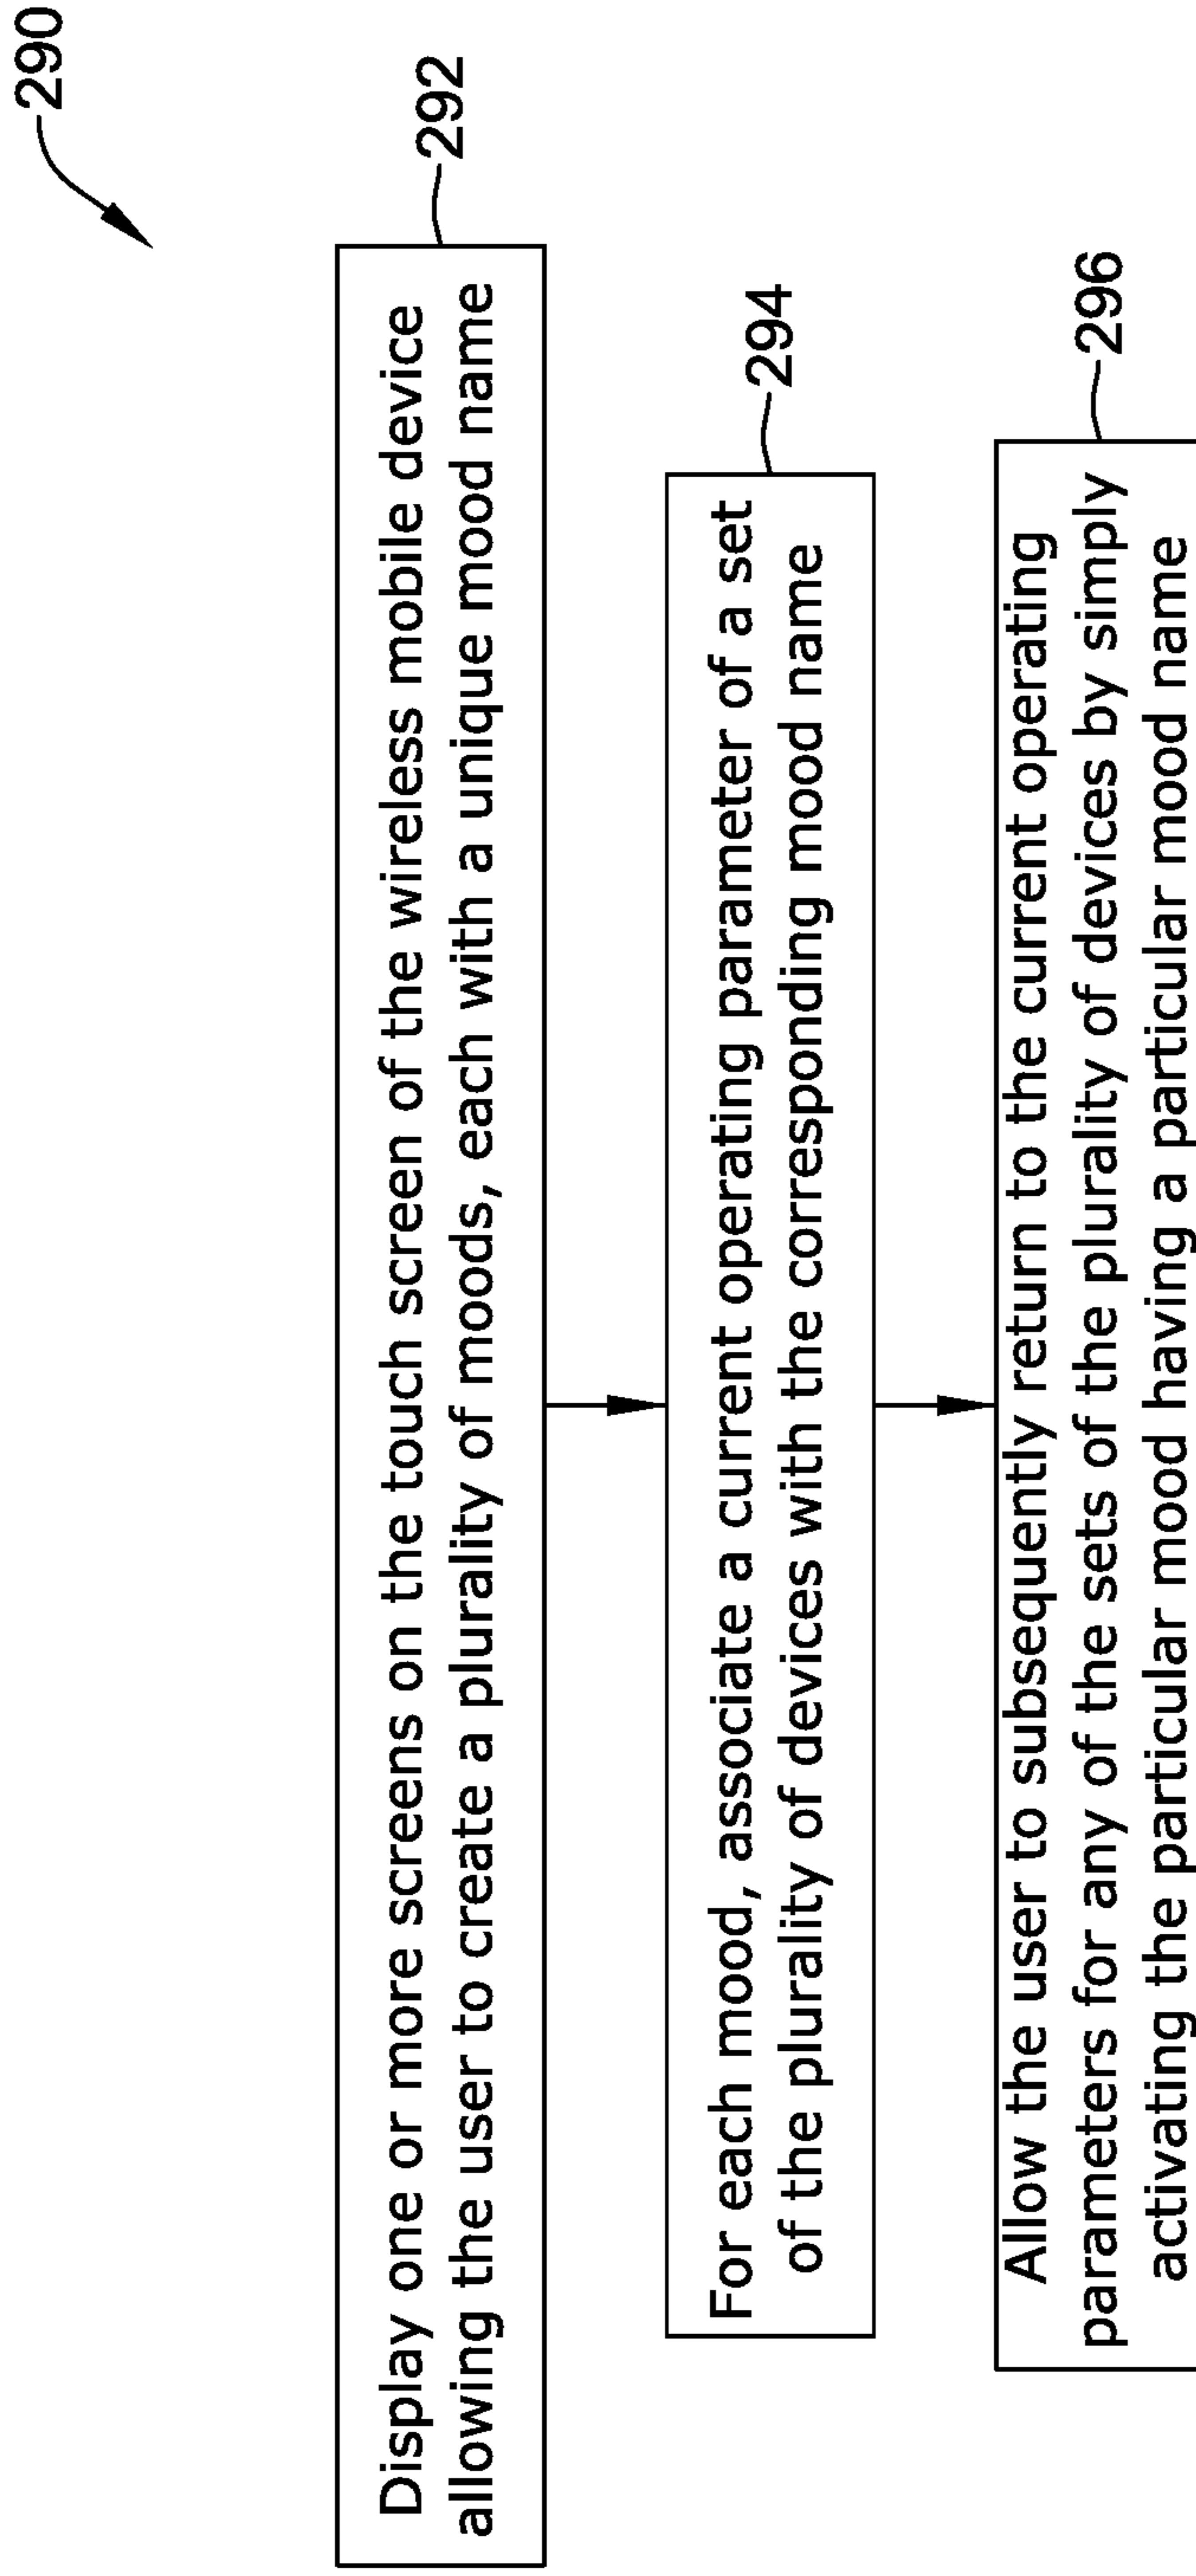 290
Display one or more screens on the touch screen of the wireless mobile device
allowing the user to create a plurality of moods, each with a unique mood name
292
For each mood, associate a current operating parameter of a set
of the plurality of devices with the corresponding mood name
294
Allow the user to subsequently return to the current operating
parameters for any of the sets of the plurality of devices by simply
activating the particular mood having a particular mood name
296